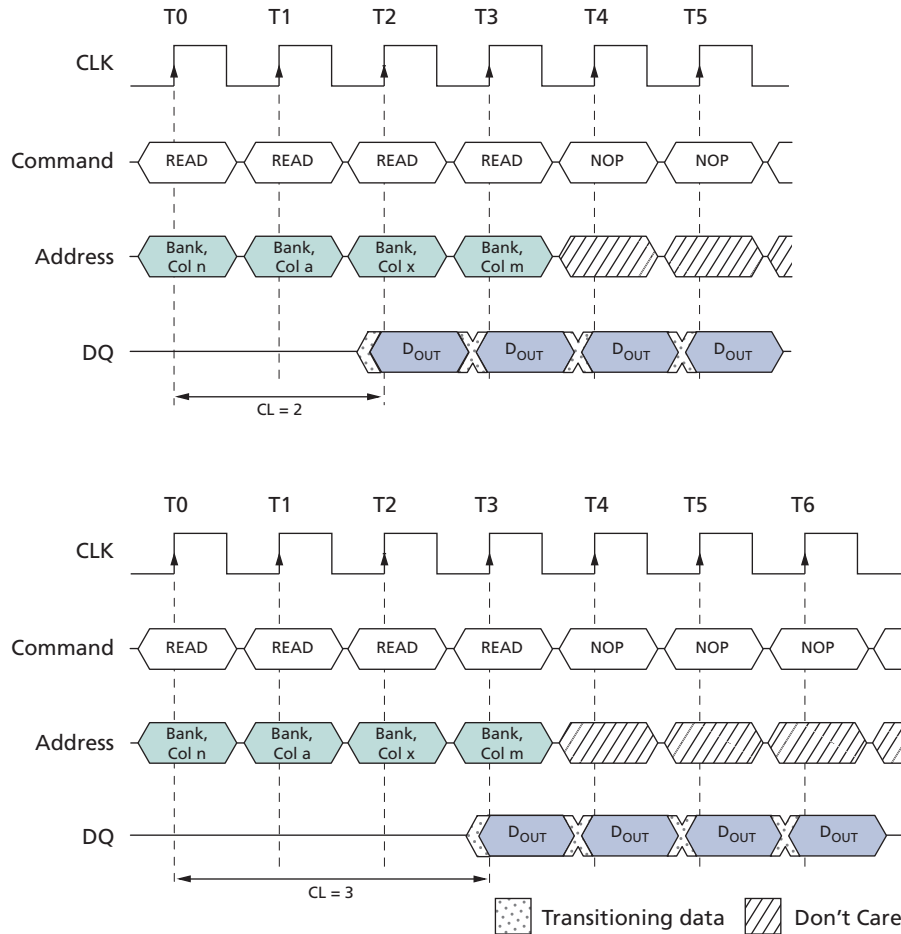 T0 T1 T2 T3 T4 T5
CLK
Command READ READ READ READ NOP NOP
Address Bank, Col n Bank, Col a Bank, Col x Bank, Col m
DQ DOUT DOUT DOUT DOUT
CL = 2
T0 T1 T2 T3 T4 T5 T6
CLK
Command READ READ READ READ NOP NOP NOP
Address Bank, Col n Bank, Col a Bank, Col x Bank, Col m
DQ DOUT DOUT DOUT DOUT
CL = 3
Transitioning data Don't Care